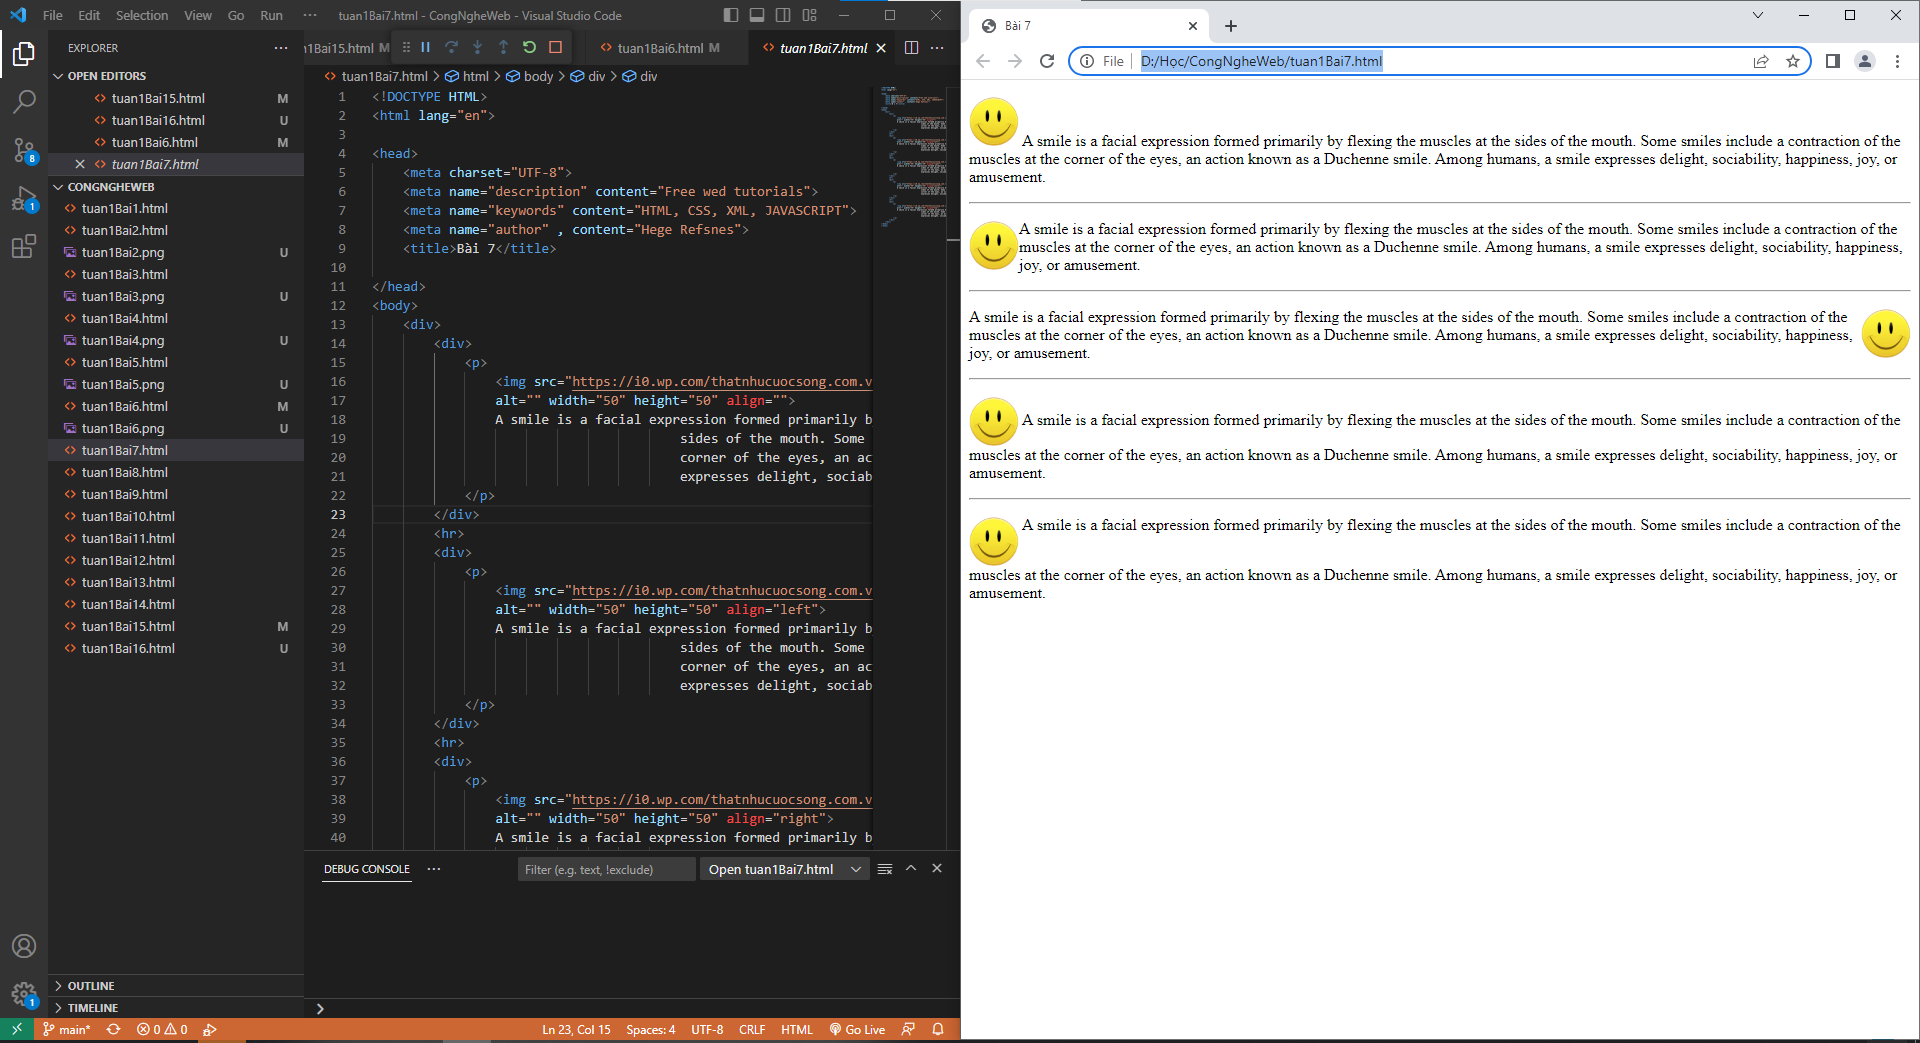 File Edit Selection View Go Run ··· tuan1Bai7.html - CongNgheWeb - Visual Studio Code
EXPLORER
OPEN EDITORS
tuan1Bai15.html M
tuan1Bai16.html U
tuan1Bai6.html M
tuan1Bai7.html
CONGNGHEWEB
tuan1Bai1.html
tuan1Bai2.html
tuan1Bai2.png U
tuan1Bai3.html
tuan1Bai3.png U
tuan1Bai4.html
tuan1Bai4.png U
tuan1Bai5.html
tuan1Bai5.png U
tuan1Bai6.html M
tuan1Bai6.png U
tuan1Bai7.html
tuan1Bai8.html
tuan1Bai9.html
tuan1Bai10.html
tuan1Bai11.html
tuan1Bai12.html
tuan1Bai13.html
tuan1Bai14.html
tuan1Bai15.html M
tuan1Bai16.html U
OUTLINE
TIMELINE
8
1
1
n1Bai15.html M tuan1Bai6.html M tuan1Bai7.html
tuan1Bai7.html > html > body > div > div
1 <!DOCTYPE HTML>
2 <html lang="en">
3
4 <head>
5 <meta charset="UTF-8">
6 <meta name="description" content="Free wed tutorials">
7 <meta name="keywords" content="HTML, CSS, XML, JAVASCRIPT">
8 <meta name="author" , content="Hege Refsnes">
9 <title>Bài 7</title>
10
11 </head>
12 <body>
13 <div>
14 <div>
15 <p>
16 <img src="https://i0.wp.com/thatnhucuocsong.com.v
17 alt="" width="50" height="50" align="">
18 A smile is a facial expression formed primarily b
19 sides of the mouth. Some
20 corner of the eyes, an ac
21 expresses delight, sociab
22 </p>
23 </div>
24 <hr>
25 <div>
26 <p>
27 <img src="https://i0.wp.com/thatnhucuocsong.com.v
28 alt="" width="50" height="50" align="left">
29 A smile is a facial expression formed primarily b
30 sides of the mouth. Some
31 corner of the eyes, an ac
32 expresses delight, sociab
33 </p>
34 </div>
35 <hr>
36 <div>
37 <p>
38 <img src="https://i0.wp.com/thatnhucuocsong.com.v
39 alt="" width="50" height="50" align="right">
40 A smile is a facial expression formed primarily b
DEBUG CONSOLE ··· Filter (e.g. text, !exclude) Open tuan1Bai7.html
main* 0 0 Ln 23, Col 15 Spaces: 4 UTF-8 CRLF HTML Go Live
Bài 7
File D:/Học/CongNgheWeb/tuan1Bai7.html
A smile is a facial expression formed primarily by flexing the muscles at the sides of the mouth. Some smiles include a contraction of the
muscles at the corner of the eyes, an action known as a Duchenne smile. Among humans, a smile expresses delight, sociability, happiness, joy, or
amusement.
A smile is a facial expression formed primarily by flexing the muscles at the sides of the mouth. Some smiles include a contraction of the
muscles at the corner of the eyes, an action known as a Duchenne smile. Among humans, a smile expresses delight, sociability, happiness,
joy, or amusement.
A smile is a facial expression formed primarily by flexing the muscles at the sides of the mouth. Some smiles include a contraction of the
muscles at the corner of the eyes, an action known as a Duchenne smile. Among humans, a smile expresses delight, sociability, happiness,
joy, or amusement.
A smile is a facial expression formed primarily by flexing the muscles at the sides of the mouth. Some smiles include a contraction of the
muscles at the corner of the eyes, an action known as a Duchenne smile. Among humans, a smile expresses delight, sociability, happiness, joy, or
amusement.
A smile is a facial expression formed primarily by flexing the muscles at the sides of the mouth. Some smiles include a contraction of the
muscles at the corner of the eyes, an action known as a Duchenne smile. Among humans, a smile expresses delight, sociability, happiness, joy, or
amusement.